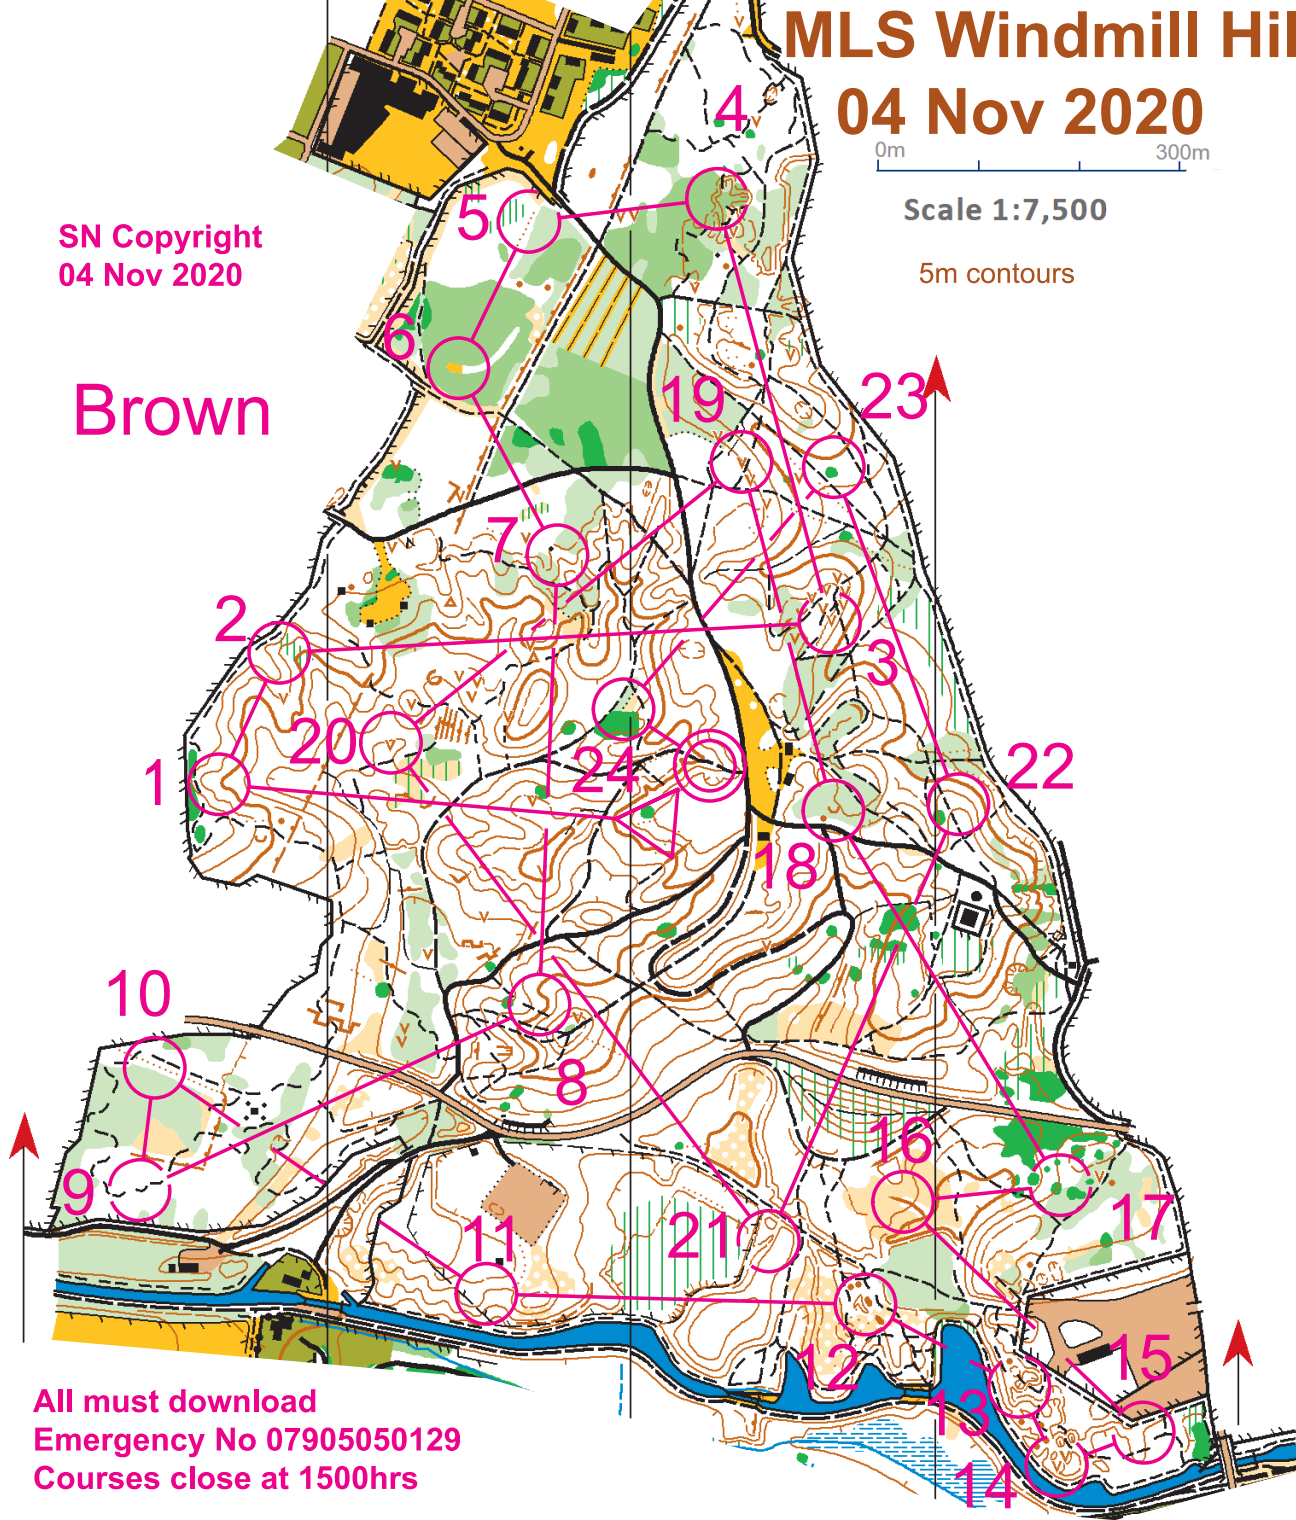 MLS Windmill Hil
04 Nov 2020
0m 300m
Scale 1:7,500
5m contours
SN Copyright
04 Nov 2020
Brown
4
5
6
19
23
7
2
3
20
1
24
22
18
10
8
9
16
17
21
11
15
12
13
14
All must download
Emergency No 07905050129
Courses close at 1500hrs